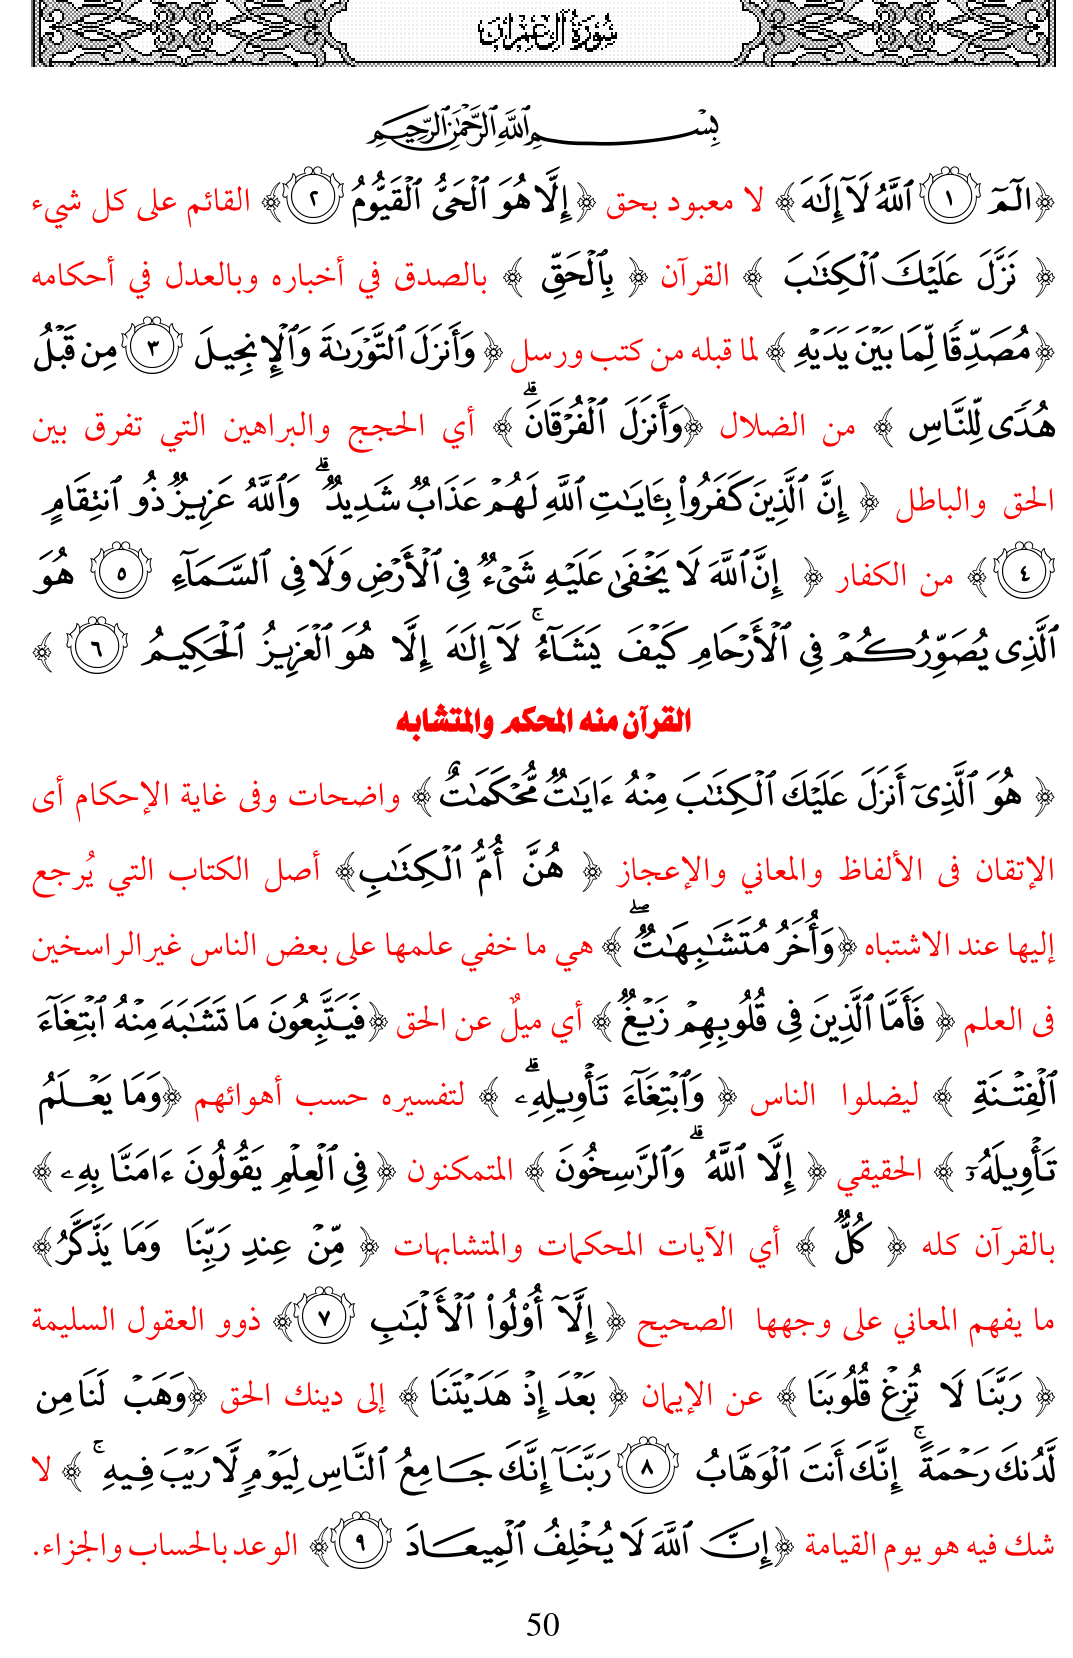 سُورَةُ آلِ عِمْرَانَ
بِسْمِ ٱللَّهِ ٱلرَّحْمَٰنِ ٱلرَّحِيمِ
﴿الٓمٓ ١ ٱللَّهُ لَآ إِلَٰهَ﴾ لا معبود بحق ﴿إِلَّا هُوَ ٱلْحَىُّ ٱلْقَيُّومُ ٢﴾ القائم على كل شيء
﴿ نَزَّلَ عَلَيْكَ ٱلْكِتَٰبَ ﴾ القرآن ﴿ بِٱلْحَقِّ ﴾ بالصدق في أخباره وبالعدل في أحكامه
﴿مُصَدِّقًا لِّمَا بَيْنَ يَدَيْهِ ﴾ لما قبله من كتب ورسل ﴿وَأَنزَلَ ٱلتَّوْرَىٰةَ وَٱلْإِنجِيلَ ٣ مِن قَبْلُ
هُدًى لِّلنَّاسِ ﴾ من الضلال ﴿وَأَنزَلَ ٱلْفُرْقَانَ ۗ ﴾ أي الحجج والبراهين التي تفرق بين
الحق والباطل ﴿ إِنَّ ٱلَّذِينَ كَفَرُوا۟ بِـَٔايَٰتِ ٱللَّهِ لَهُمْ عَذَابٌ شَدِيدٌ ۗ وَٱللَّهُ عَزِيزٌ ذُو ٱنتِقَامٍ
٤﴾ من الكفار ﴿ إِنَّ ٱللَّهَ لَا يَخْفَىٰ عَلَيْهِ شَىْءٌ فِى ٱلْأَرْضِ وَلَا فِى ٱلسَّمَآءِ ٥ هُوَ
ٱلَّذِى يُصَوِّرُكُمْ فِى ٱلْأَرْحَامِ كَيْفَ يَشَآءُ ۚ لَآ إِلَٰهَ إِلَّا هُوَ ٱلْعَزِيزُ ٱلْحَكِيمُ ٦ ﴾
القرآن منه المحكم والمتشابه
﴿ هُوَ ٱلَّذِىٓ أَنزَلَ عَلَيْكَ ٱلْكِتَٰبَ مِنْهُ ءَايَٰتٌ مُّحْكَمَٰتٌ ﴾ واضحات وفى غاية الإحكام أى
الإتقان فى الألفاظ والمعاني والإعجاز ﴿ هُنَّ أُمُّ ٱلْكِتَٰبِ﴾ أصل الكتاب التي يُرجع
إليها عند الاشتباه ﴿وَأُخَرُ مُتَشَٰبِهَٰتٌ ۖ ﴾ هي ما خفي علمها على بعض الناس غيرالراسخين
فى العلم ﴿ فَأَمَّا ٱلَّذِينَ فِى قُلُوبِهِمْ زَيْغٌ ﴾ أي ميلٌ عن الحق ﴿فَيَتَّبِعُونَ مَا تَشَٰبَهَ مِنْهُ ٱبْتِغَآءَ
ٱلْفِتْنَةِ ﴾ ليضلوا الناس ﴿ وَٱبْتِغَآءَ تَأْوِيلِهِۦ ۗ ﴾ لتفسيره حسب أهوائهم ﴿وَمَا يَعْلَمُ
تَأْوِيلَهُۥٓ ﴾ الحقيقي ﴿ إِلَّا ٱللَّهُ ۗ وَٱلرَّٰسِخُونَ ﴾ المتمكنون ﴿ فِى ٱلْعِلْمِ يَقُولُونَ ءَامَنَّا بِهِۦ ﴾
بالقرآن كله ﴿ كُلٌّ ﴾ أي الآيات المحكمات والمتشابهات ﴿ مِّنْ عِندِ رَبِّنَا وَمَا يَذَّكَّرُ ﴾
ما يفهم المعاني على وجهها الصحيح ﴿ إِلَّآ أُو۟لُوا۟ ٱلْأَلْبَٰبِ ٧﴾ ذوو العقول السليمة
﴿ رَبَّنَا لَا تُزِغْ قُلُوبَنَا ﴾ عن الإيمان ﴿ بَعْدَ إِذْ هَدَيْتَنَا ﴾ إلى دينك الحق ﴿وَهَبْ لَنَا مِن
لَّدُنكَ رَحْمَةً ۚ إِنَّكَ أَنتَ ٱلْوَهَّابُ ٨ رَبَّنَآ إِنَّكَ جَامِعُ ٱلنَّاسِ لِيَوْمٍ لَّا رَيْبَ فِيهِ ۚ ﴾ لا
شك فيه هو يوم القيامة ﴿إِنَّ ٱللَّهَ لَا يُخْلِفُ ٱلْمِيعَادَ ٩﴾ الوعد بالحساب والجزاء.
50